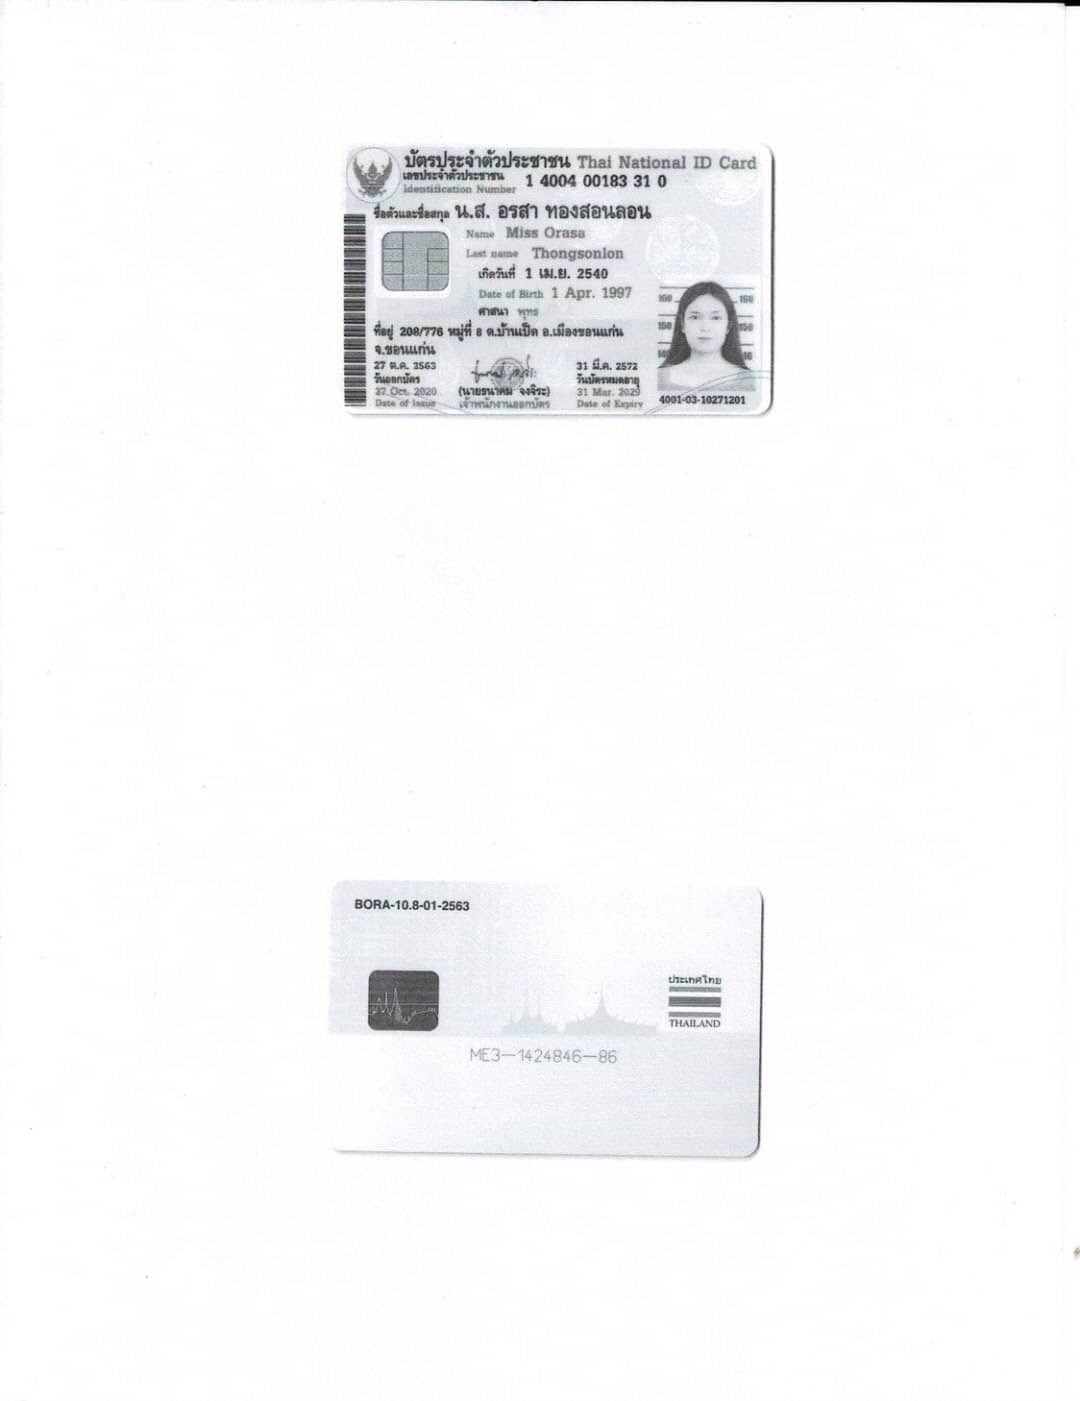 บัตรประจำตัวประชาชน Thai National ID Card
เลขประจำตัวประชาชน
Identification Number 1 4004 00183 31 0
ชื่อตัวและชื่อสกุล น.ส. อรสา ทองสอนลอน
Name Miss Orasa
Last name Thongsonlon
เกิดวันที่ 1 เม.ย. 2540
Date of Birth 1 Apr. 1997
ศาสนา พุทธ
ที่อยู่ 208/776 หมู่ที่ 8 ต.บ้านเป็ด อ.เมืองขอนแก่น
จ.ขอนแก่น
27 ต.ค. 2563
วันออกบัตร
27 Oct. 2020
Date of Issue
(นายธนาคม จงจิระ)
เจ้าพนักงานออกบัตร
31 มี.ค. 2572
วันบัตรหมดอายุ
31 Mar. 2029
Date of Expiry
160 160
150 150
4001-03-10271201
BORA-10.8-01-2563
ประเทศไทย
THAILAND
ME3-1424846-86